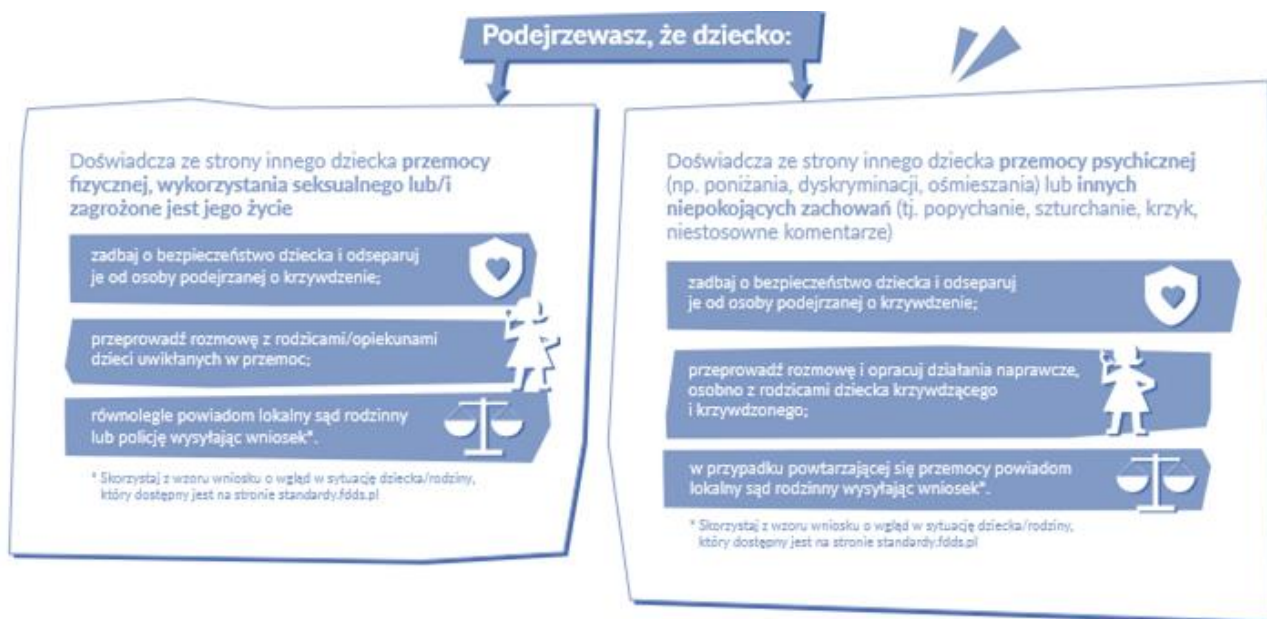 Podejrzewasz, że dziecko:
Doświadcza ze strony innego dziecka przemocy
fizycznej, wykorzystania seksualnego lub/i
zagrożone jest jego życie
zadbaj o bezpieczeństwo dziecka i odseparuj
je od osoby podejrzanej o krzywdzenie;
przeprowadź rozmowę z rodzicami/opiekunami
dzieci uwikłanych w przemoc;
równolegle powiadom lokalny sąd rodzinny
lub policję wysyłając wniosek*.
* Skorzystaj z wzoru wniosku o wgląd w sytuację dziecka/rodziny,
który dostępny jest na stronie standardy.fdds.pl
Doświadcza ze strony innego dziecka przemocy psychicznej
(np. poniżania, dyskryminacji, ośmieszania) lub innych
niepokojących zachowań (tj. popychanie, szturchanie, krzyk,
niestosowne komentarze)
zadbaj o bezpieczeństwo dziecka i odseparuj
je od osoby podejrzanej o krzywdzenie;
przeprowadź rozmowę i opracuj działania naprawcze,
osobno z rodzicami dziecka krzywdzącego
i krzywdzonego;
w przypadku powtarzającej się przemocy powiadom
lokalny sąd rodzinny wysyłając wniosek*.
* Skorzystaj z wzoru wniosku o wgląd w sytuację dziecka/rodziny,
który dostępny jest na stronie standardy.fdds.pl